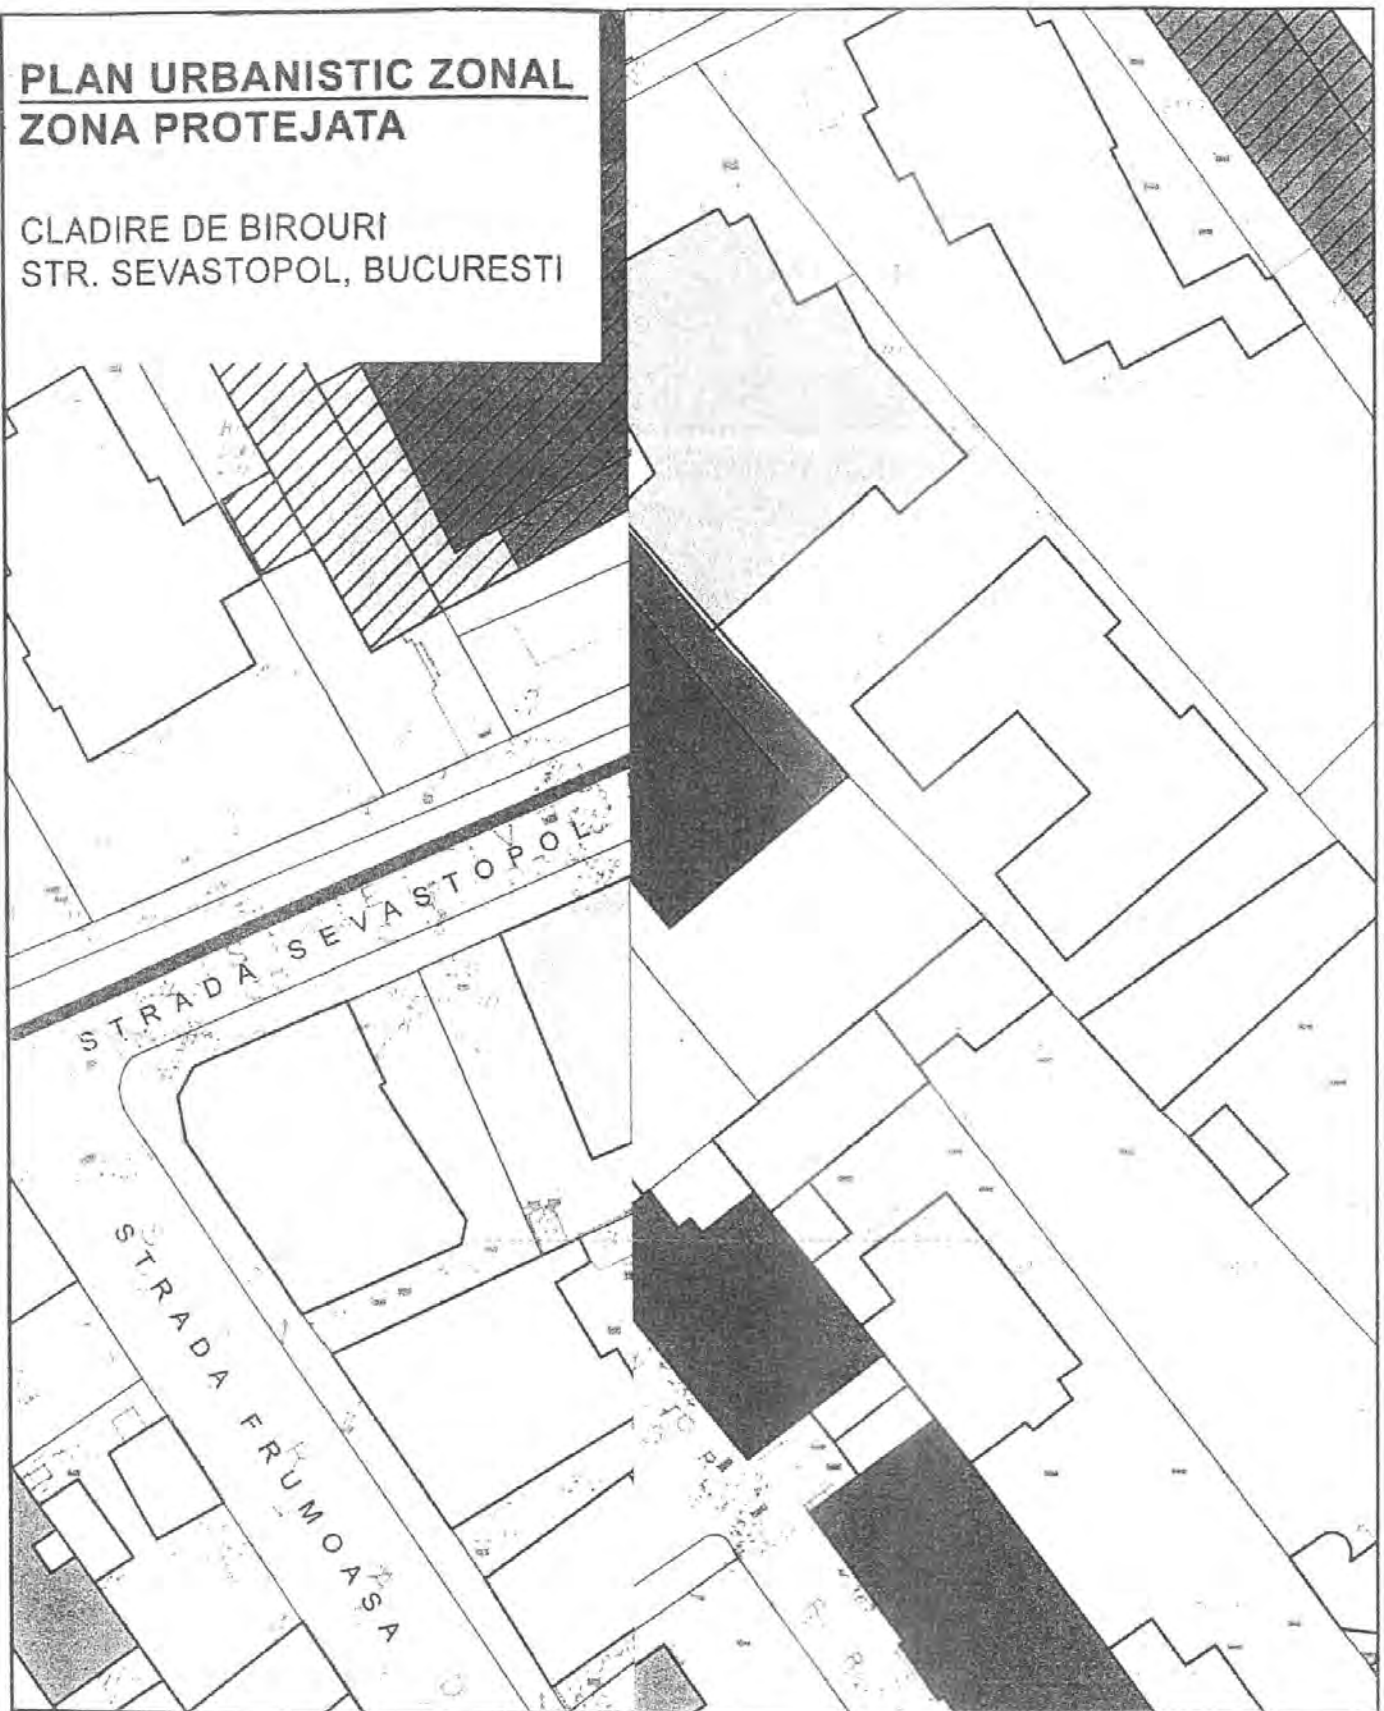 PLAN URBANISTIC ZONAL
ZONA PROTEJATA
CLADIRE DE BIROURI
STR. SEVASTOPOL, BUCURESTI
STRADA SEVASTOPOL
STRADA FRUMOASA